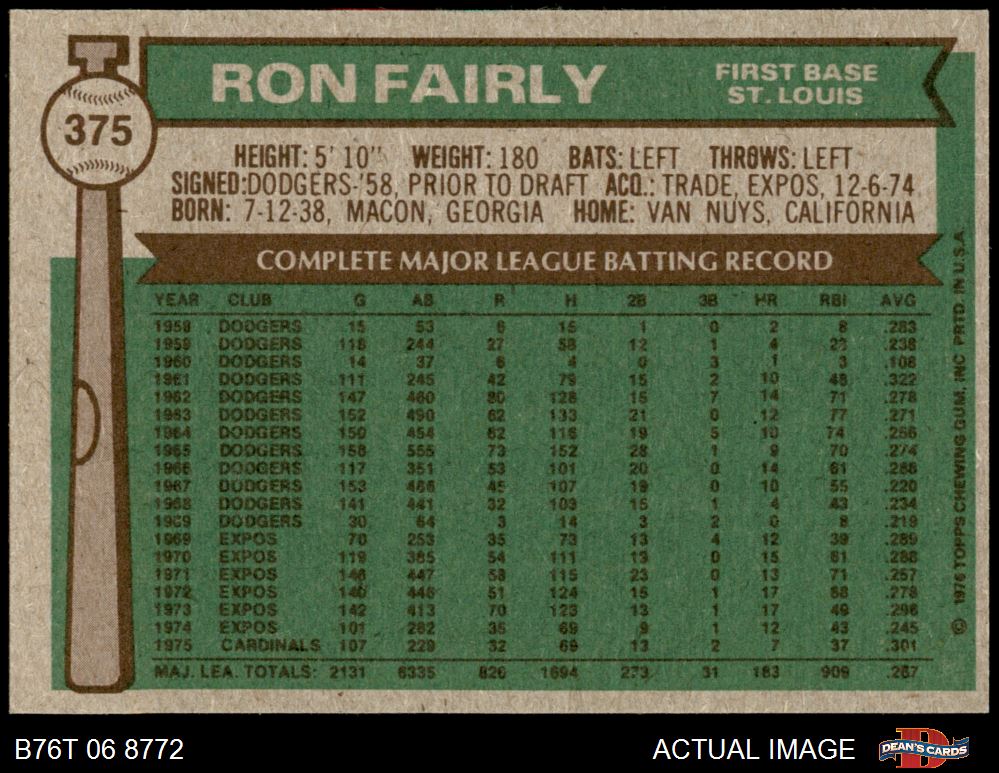 375
RON FAIRLY
FIRST BASE
ST. LOUIS
HEIGHT: 5' 10" WEIGHT: 180 BATS: LEFT THROWS: LEFT
SIGNED: DODGERS-'58, PRIOR TO DRAFT ACQ.: TRADE, EXPOS, 12-6-74
BORN: 7-12-38, MACON, GEORGIA HOME: VAN NUYS, CALIFORNIA
COMPLETE MAJOR LEAGUE BATTING RECORD
YEAR CLUB G AB R H 2B 3B HR RBI AVG
1958 DODGERS 15 53 6 15 1 0 2 8 .283
1959 DODGERS 118 244 27 58 12 1 4 23 .238
1960 DODGERS 14 37 6 4 0 3 1 3 .108
1961 DODGERS 111 245 42 79 15 2 10 48 .322
1962 DODGERS 147 460 80 128 15 7 14 71 .278
1963 DODGERS 152 490 62 133 21 0 12 77 .271
1964 DODGERS 150 454 62 116 19 5 10 74 .256
1965 DODGERS 158 555 73 152 28 1 9 70 .274
1966 DODGERS 117 351 53 101 20 0 14 61 .288
1967 DODGERS 153 486 45 107 19 0 10 55 .220
1968 DODGERS 141 441 32 103 15 1 4 43 .234
1969 DODGERS 30 64 3 14 3 2 0 8 .219
1969 EXPOS 70 253 35 73 13 4 12 39 .289
1970 EXPOS 119 385 54 111 13 0 15 61 .288
1971 EXPOS 146 447 58 115 23 0 13 71 .257
1972 EXPOS 140 446 51 124 15 1 17 68 .278
1973 EXPOS 142 413 70 123 13 1 17 49 .298
1974 EXPOS 101 282 35 69 9 1 12 43 .245
1975 CARDINALS 107 229 32 69 13 2 7 37 .301
MAJ. LEA. TOTALS: 2131 6335 826 1694 273 31 183 909 .267
© 1976 TOPPS CHEWING GUM, INC. PRTD. IN U.S.A.
B76T 06 8772
ACTUAL IMAGE
D
DEAN'S CARDS